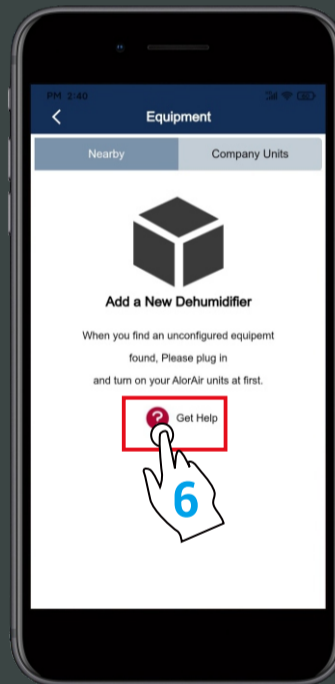 PM 2:40
Equipment
Nearby
Company Units
Add a New Dehumidifier
When you find an unconfigured equipemt
found, Please plug in
and turn on your AlorAir units at first.
? Get Help
6